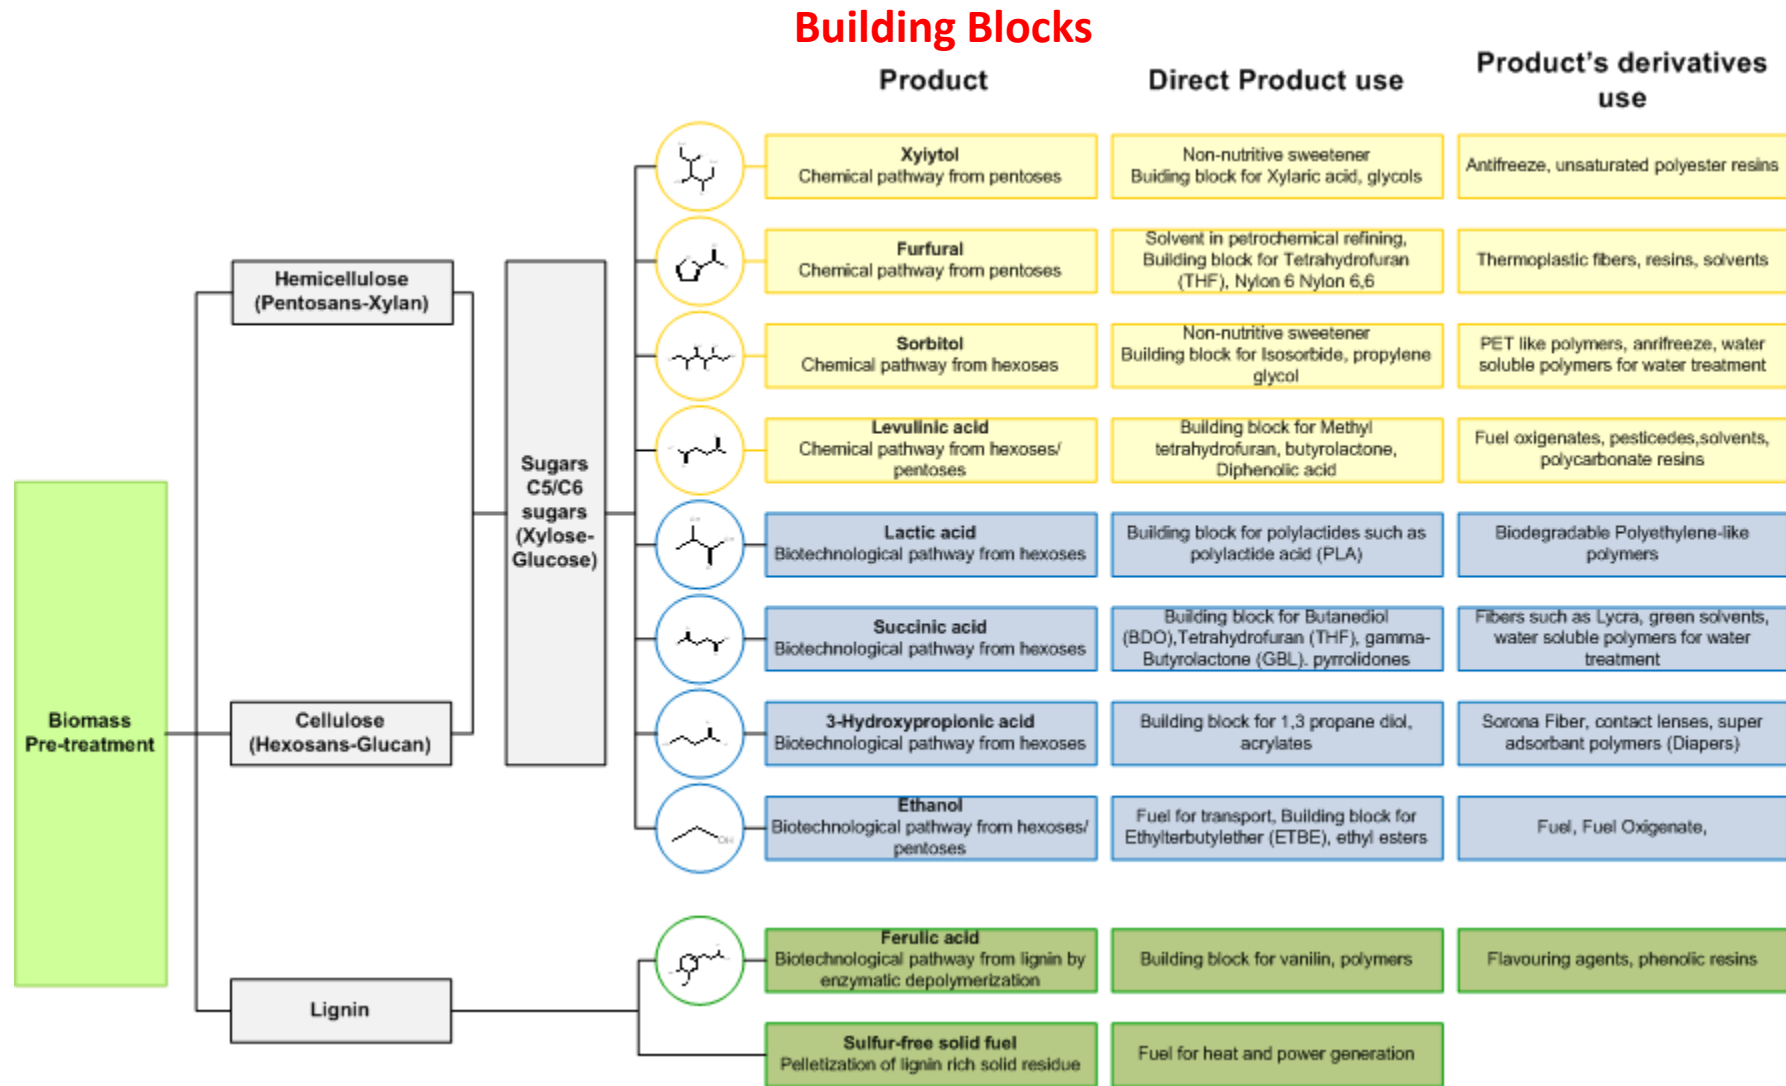 Building Blocks
Product
Direct Product use
Product's derivatives
use
Biomass
Pre-treatment
Hemicellulose
(Pentosans-Xylan)
Cellulose
(Hexosans-Glucan)
Lignin
Sugars
C5/C6
sugars
(Xylose-
Glucose)
Xyiytol
Chemical pathway from pentoses
Non-nutritive sweetener
Buiding block for Xylaric acid, glycols
Antifreeze, unsaturated polyester resins
Furfural
Chemical pathway from pentoses
Solvent in petrochemical refining,
Building block for Tetrahydrofuran
(THF), Nylon 6 Nylon 6,6
Thermoplastic fibers, resins, solvents
Sorbitol
Chemical pathway from hexoses
Non-nutritive sweetener
Building block for Isosorbide, propylene
glycol
PET like polymers, anrifreeze, water
soluble polymers for water treatment
Levulinic acid
Chemical pathway from hexoses/
pentoses
Building block for Methyl
tetrahydrofuran, butyrolactone,
Diphenolic acid
Fuel oxigenates, pesticedes,solvents,
polycarbonate resins
Lactic acid
Biotechnological pathway from hexoses
Building block for polylactides such as
polylactide acid (PLA)
Biodegradable Polyethylene-like
polymers
Succinic acid
Biotechnological pathway from hexoses
Building block for Butanediol
(BDO),Tetrahydrofuran (THF), gamma-
Butyrolactone (GBL). pyrrolidones
Fibers such as Lycra, green solvents,
water soluble polymers for water
treatment
3-Hydroxypropionic acid
Biotechnological pathway from hexoses
Building block for 1,3 propane diol,
acrylates
Sorona Fiber, contact lenses, super
adsorbant polymers (Diapers)
OH
Ethanol
Biotechnological pathway from hexoses/
pentoses
Fuel for transport, Building block for
Ethylterbutylether (ETBE), ethyl esters
Fuel, Fuel Oxigenate,
Ferulic acid
Biotechnological pathway from lignin by
enzymatic depolymerization
Building block for vanilin, polymers
Flavouring agents, phenolic resins
Sulfur-free solid fuel
Pelletization of lignin rich solid residue
Fuel for heat and power generation